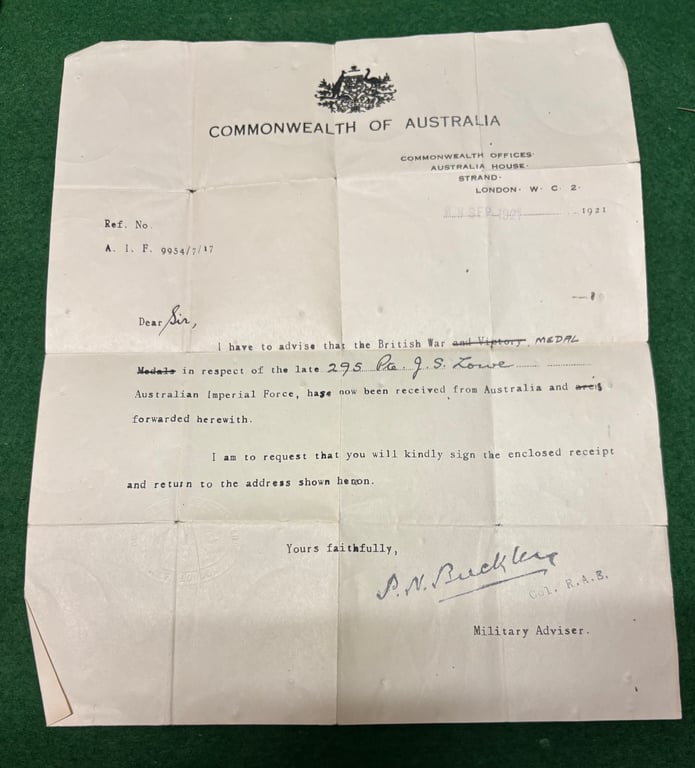 COMMONWEALTH OF AUSTRALIA
COMMONWEALTH OFFICES.
AUSTRALIA HOUSE.
STRAND.
LONDON. W. C. 2.
SEP 1921 1921
Ref. No.
A. I. F. 9954/7/17
Dear Sir,
I have to advise that the British War and Victory MEDAL
Medals in respect of the late 295 Pte J. S. Lowe
Australian Imperial Force, has now been received from Australia and are is
forwarded herewith.
I am to request that you will kindly sign the enclosed receipt
and return to the address shown hereon.
Yours faithfully,
P. N. Buckley
Col. R.A.E.
Military Adviser.